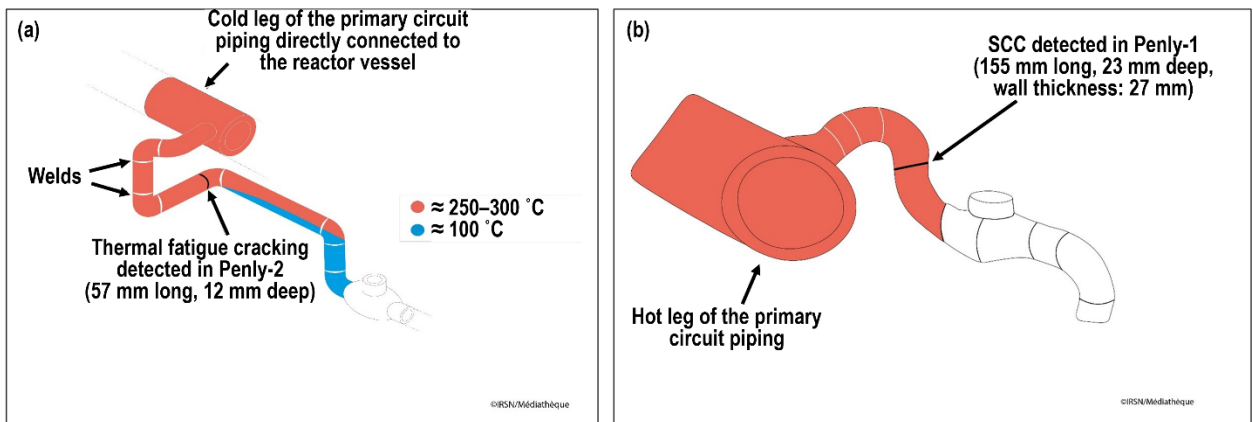 (a)
Cold leg of the primary circuit
piping directly connected to
the reactor vessel
Welds
≈ 250–300 ˚C
≈ 100 ˚C
Thermal fatigue cracking
detected in Penly-2
(57 mm long, 12 mm deep)
©IRSN/Médiathèque
(b)
SCC detected in Penly-1
(155 mm long, 23 mm deep,
wall thickness: 27 mm)
Hot leg of the primary
circuit piping
©IRSN/Médiathèque